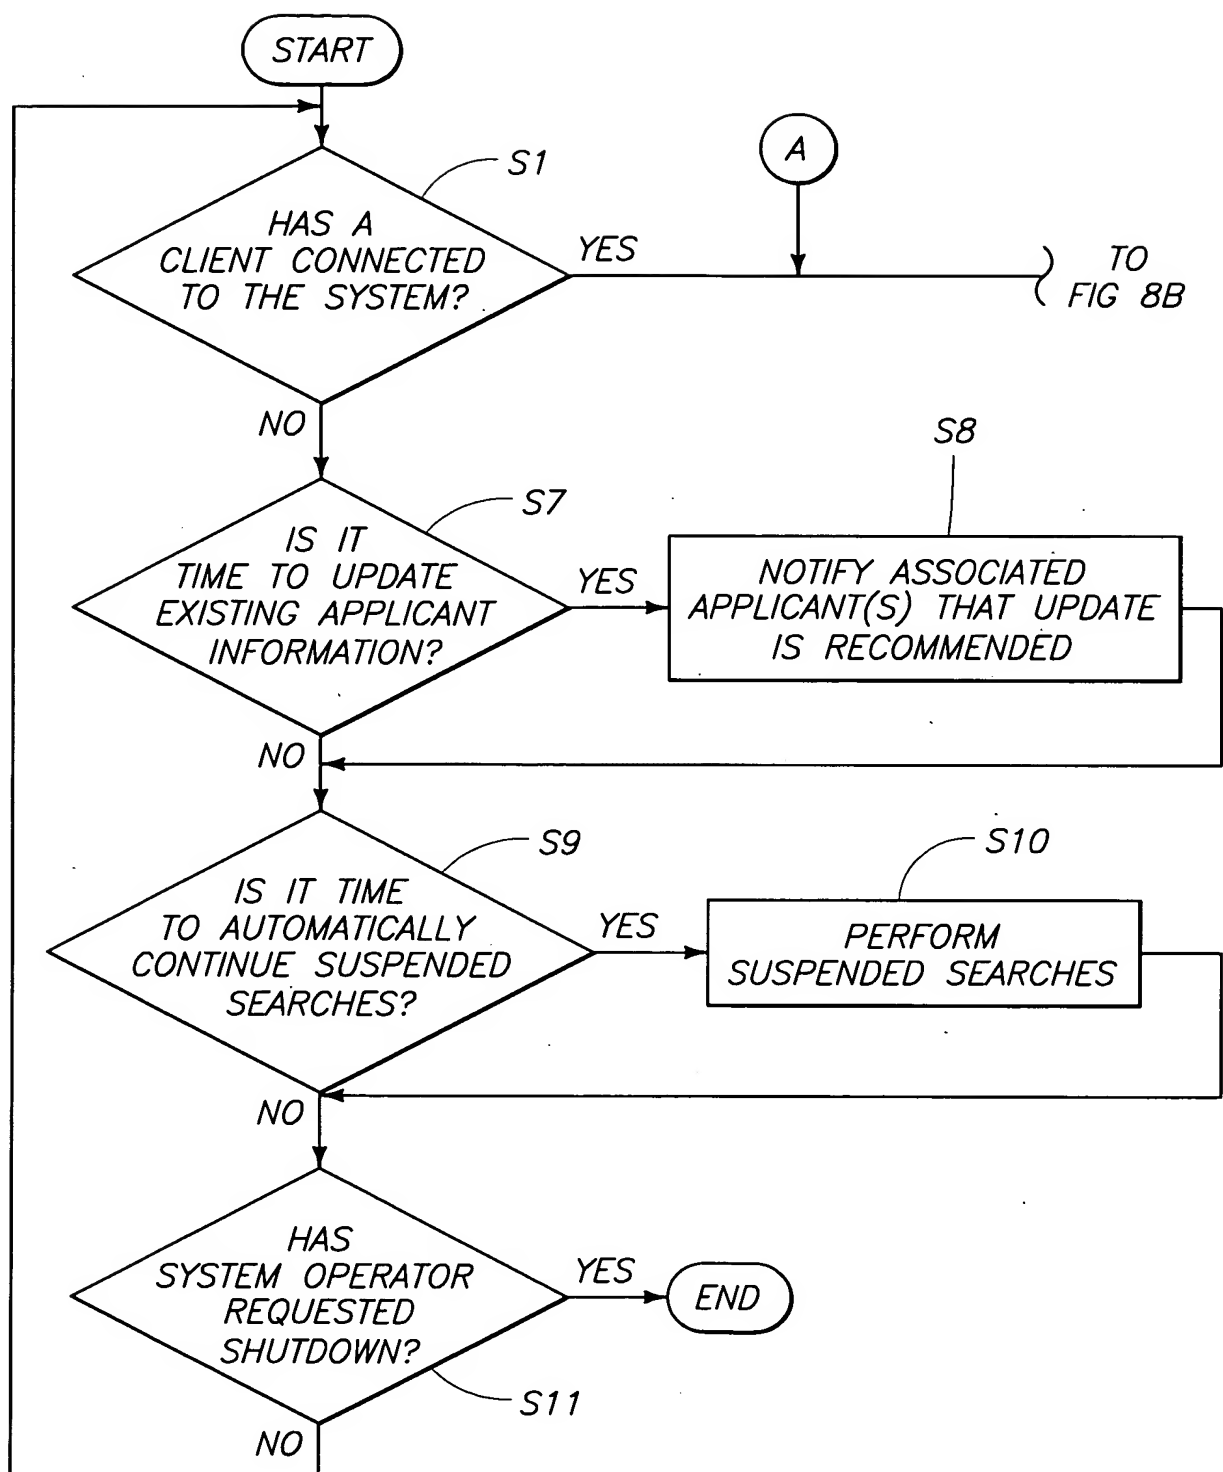 START
A
S1
HAS A
CLIENT CONNECTED
TO THE SYSTEM?
YES
TO
FIG 8B
NO
S7
S8
IS IT
TIME TO UPDATE
EXISTING APPLICANT
INFORMATION?
YES
NOTIFY ASSOCIATED
APPLICANT(S) THAT UPDATE
IS RECOMMENDED
NO
S9
S10
IS IT TIME
TO AUTOMATICALLY
CONTINUE SUSPENDED
SEARCHES?
YES
PERFORM
SUSPENDED SEARCHES
NO
HAS
SYSTEM OPERATOR
REQUESTED
SHUTDOWN?
YES
END
S11
NO